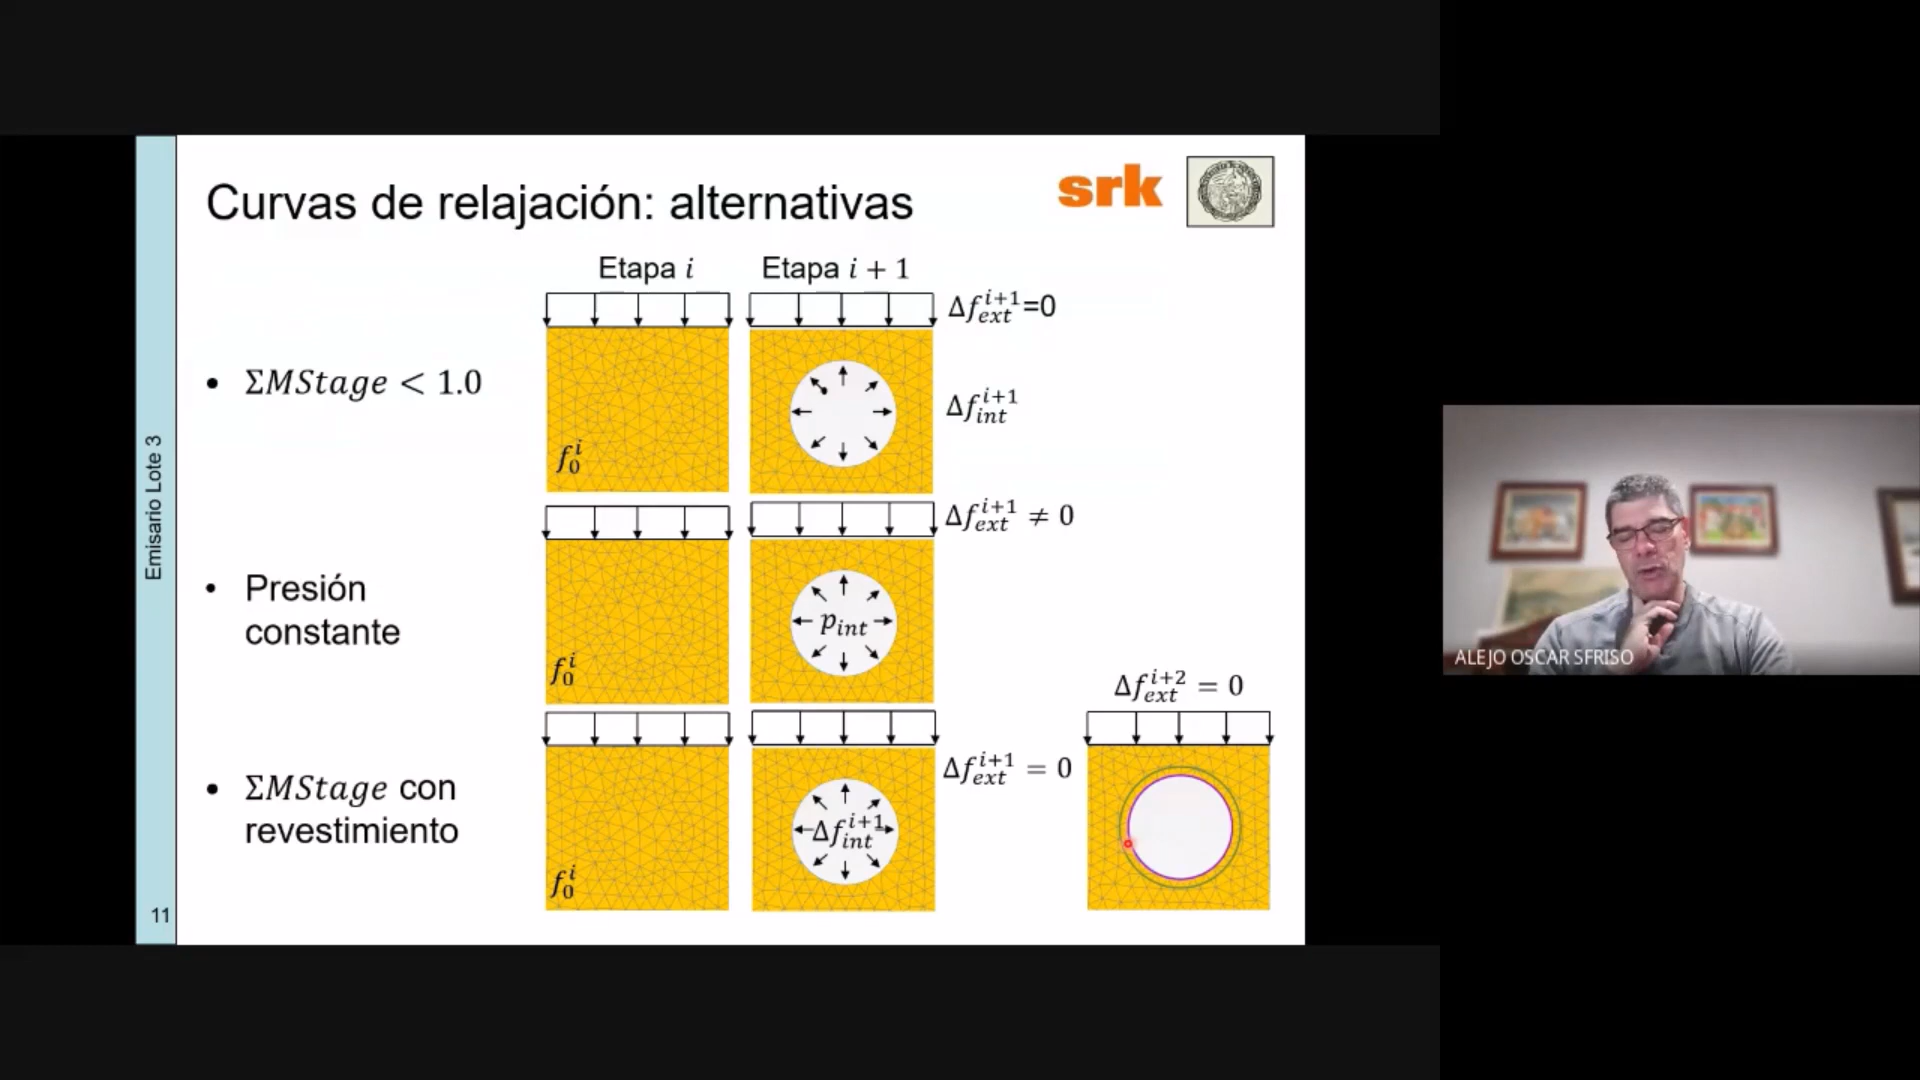 Curvas de relajación: alternativas
srk
Etapa i
Etapa i + 1
Δf_ext^{i+1}=0
• ΣMStage < 1.0
Δf_int^{i+1}
f_0^i
Δf_ext^{i+1} ≠ 0
• Presión
constante
p_int
f_0^i
Δf_ext^{i+2} = 0
Δf_ext^{i+1} = 0
• ΣMStage con
revestimiento
Δf_int^{i+1}
f_0^i
Emisario Lote 3
11
ALEJO OSCAR SFRISO